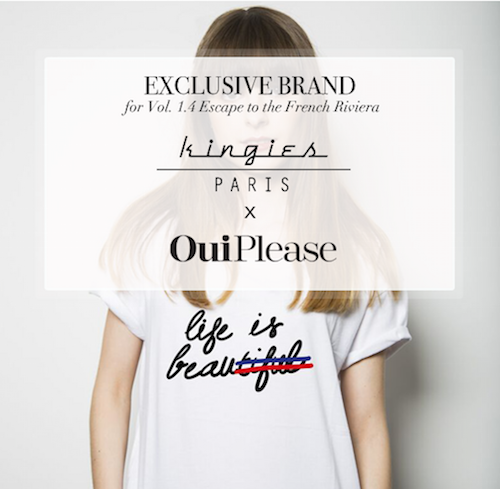 EXCLUSIVE BRAND
for Vol. 1.4 Escape to the French Riviera
kingies
PARIS
x
OuiPlease
life is
beautiful